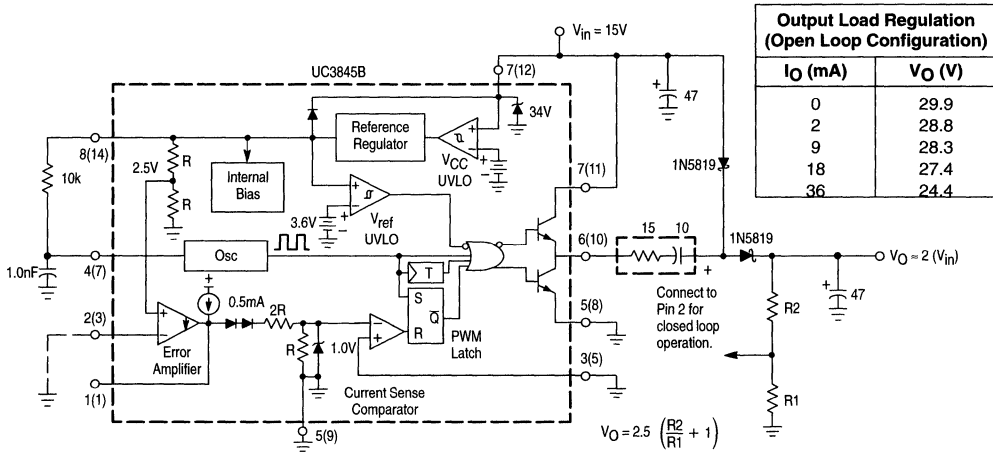 Output Load Regulation
(Open Loop Configuration)
IO (mA) VO (V)
0 29.9
2 28.8
9 28.3
18 27.4
36 24.4
Vin = 15V
UC3845B
7(12)
47
34V
8(14)
Reference
Regulator
VCC
UVLO
2.5V
R
R
Internal
Bias
10k
7(11)
1N5819
3.6V
Vref
UVLO
15 10
1N5819
6(10)
VO ≈ 2 (Vin)
Osc
T
1.0nF
4(7)
0.5mA
S
Q
R
PWM
Latch
5(8)
Connect to
Pin 2 for
closed loop
operation.
R2
47
2(3)
2R
R
1.0V
Error
Amplifier
3(5)
1(1)
Current Sense
Comparator
R1
5(9)
VO = 2.5 (R2/R1 + 1)